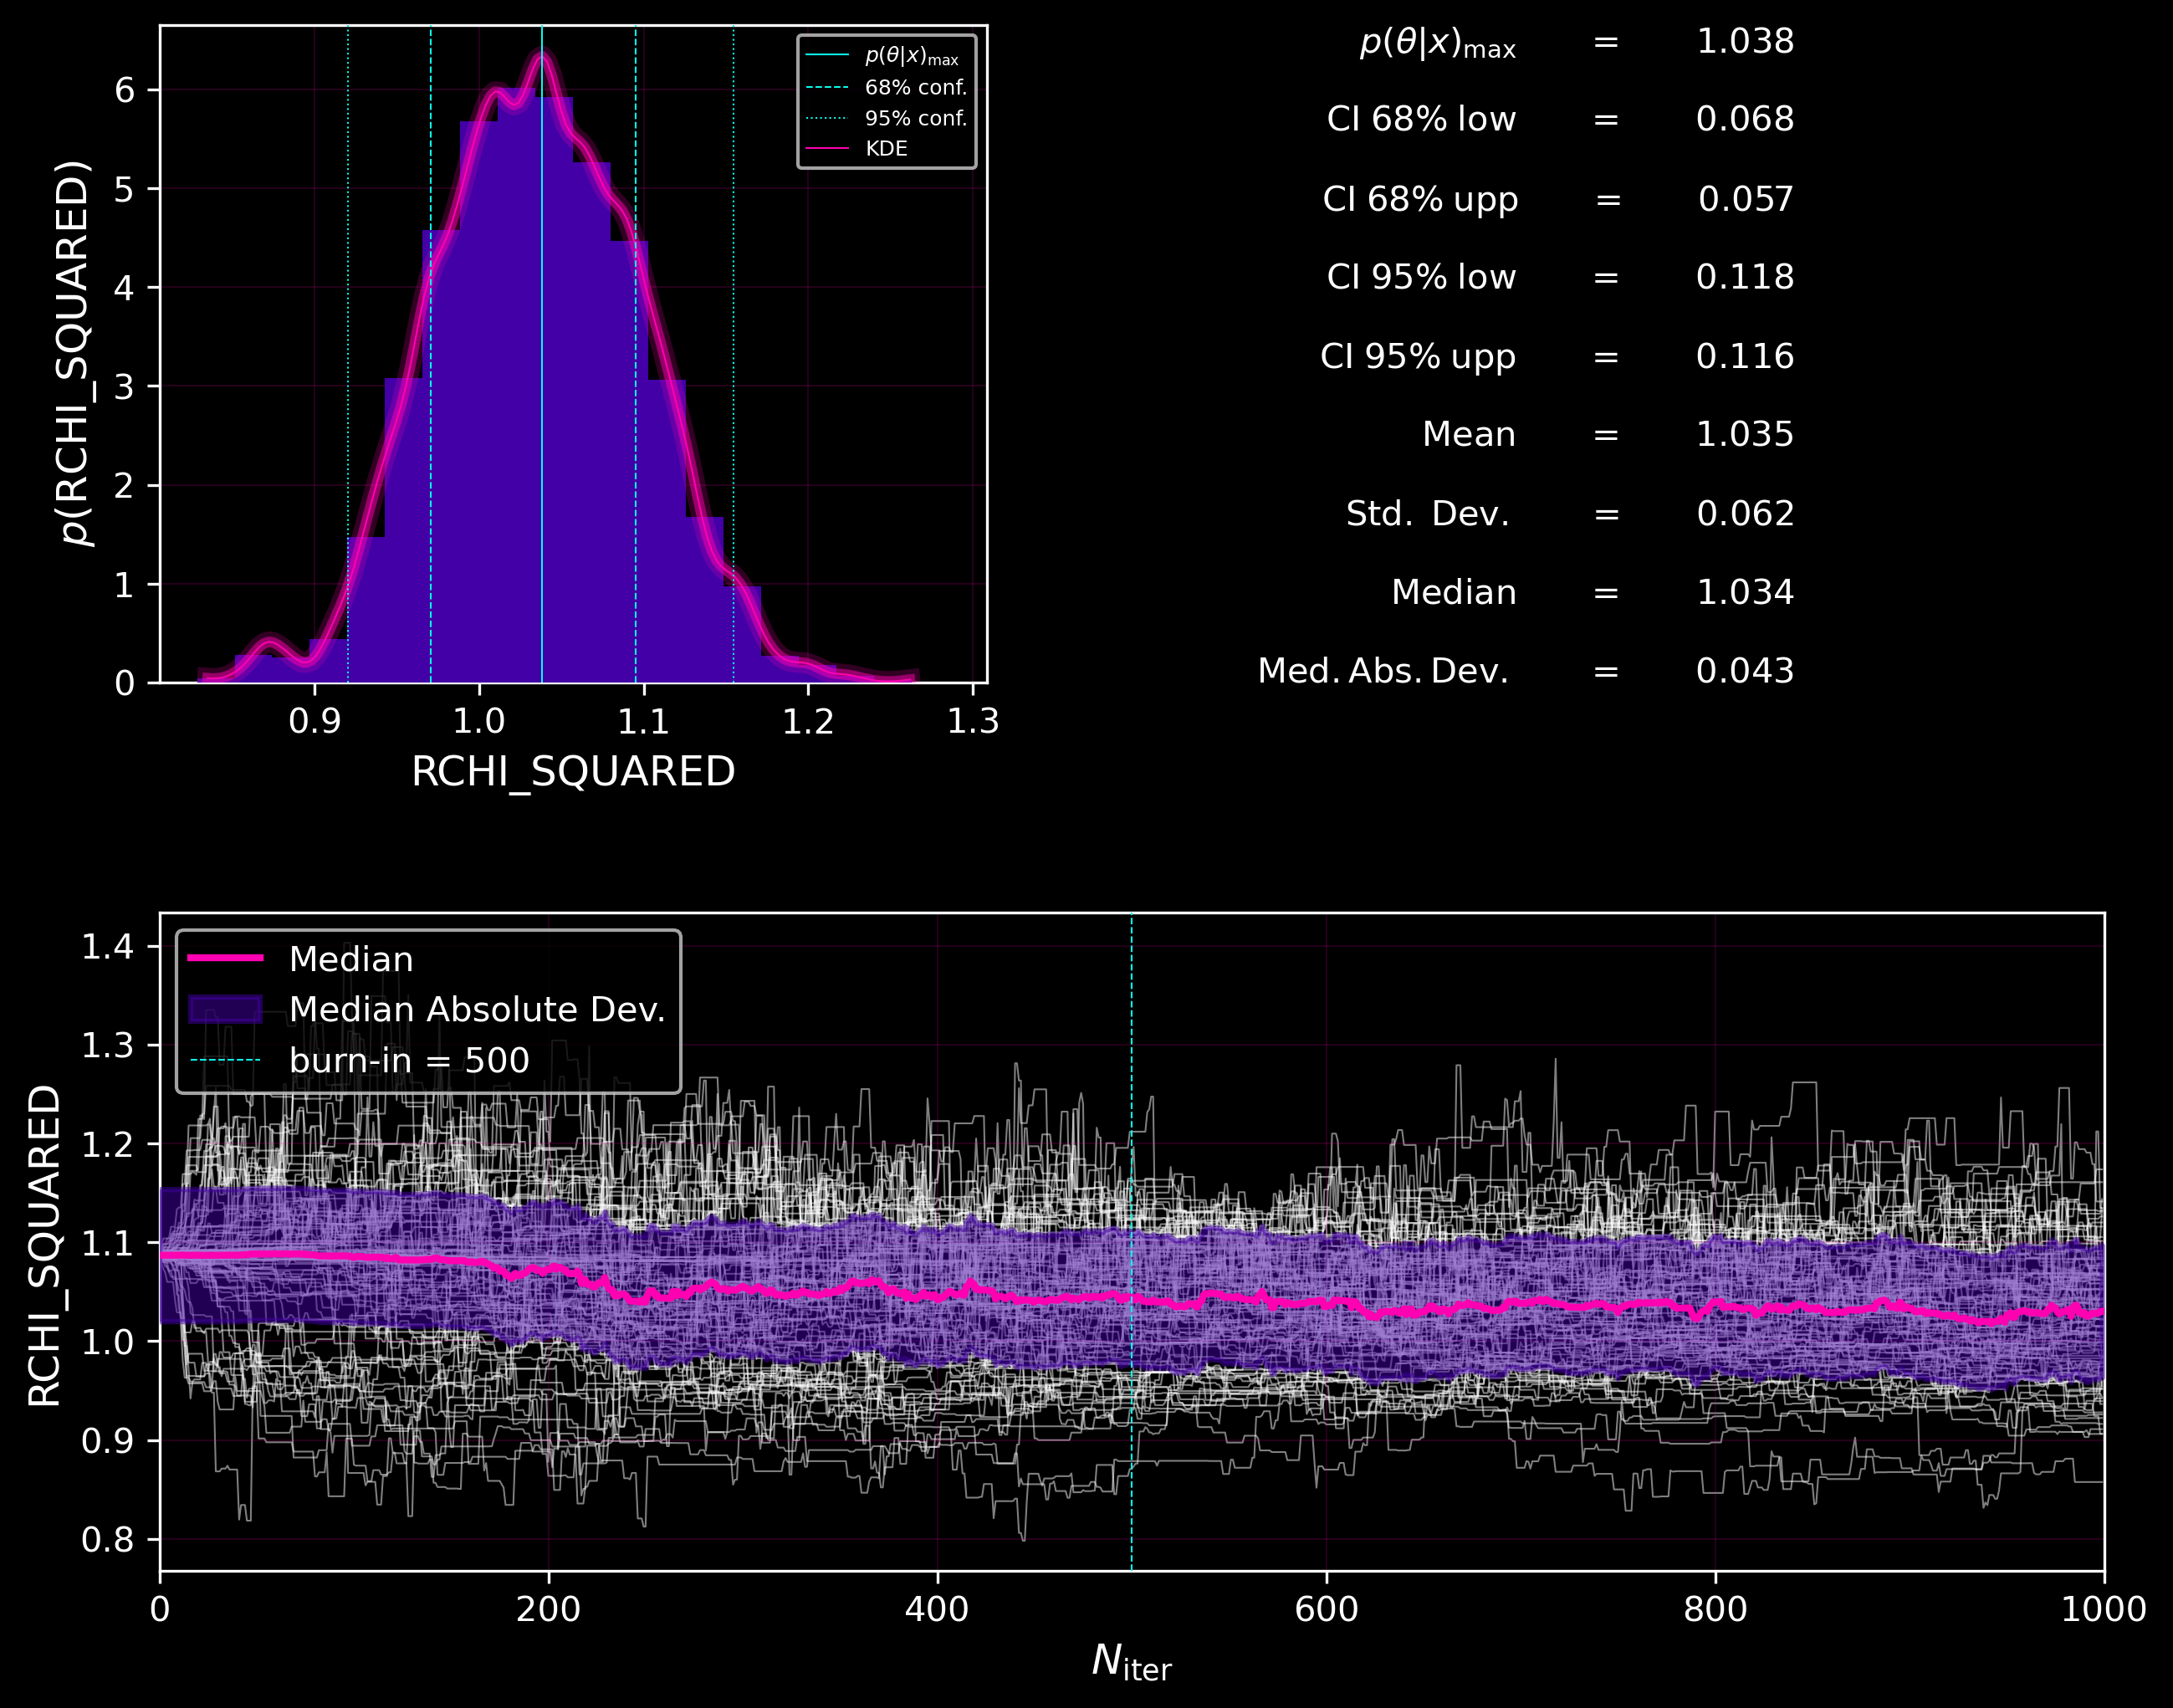 6
5
4
3
2
1
0
0.9 1.0 1.1 1.2 1.3
p(RCHI_SQUARED)
RCHI_SQUARED
p(θ|x)max
68% conf.
95% conf.
KDE
p(θ|x)max = 1.038
CI 68% low = 0.068
CI 68% upp = 0.057
CI 95% low = 0.118
CI 95% upp = 0.116
Mean = 1.035
Std. Dev. = 0.062
Median = 1.034
Med. Abs. Dev. = 0.043
1.4
1.3
1.2
1.1
1.0
0.9
0.8
RCHI_SQUARED
Median
Median Absolute Dev.
burn-in = 500
0 200 400 600 800 1000
Niter